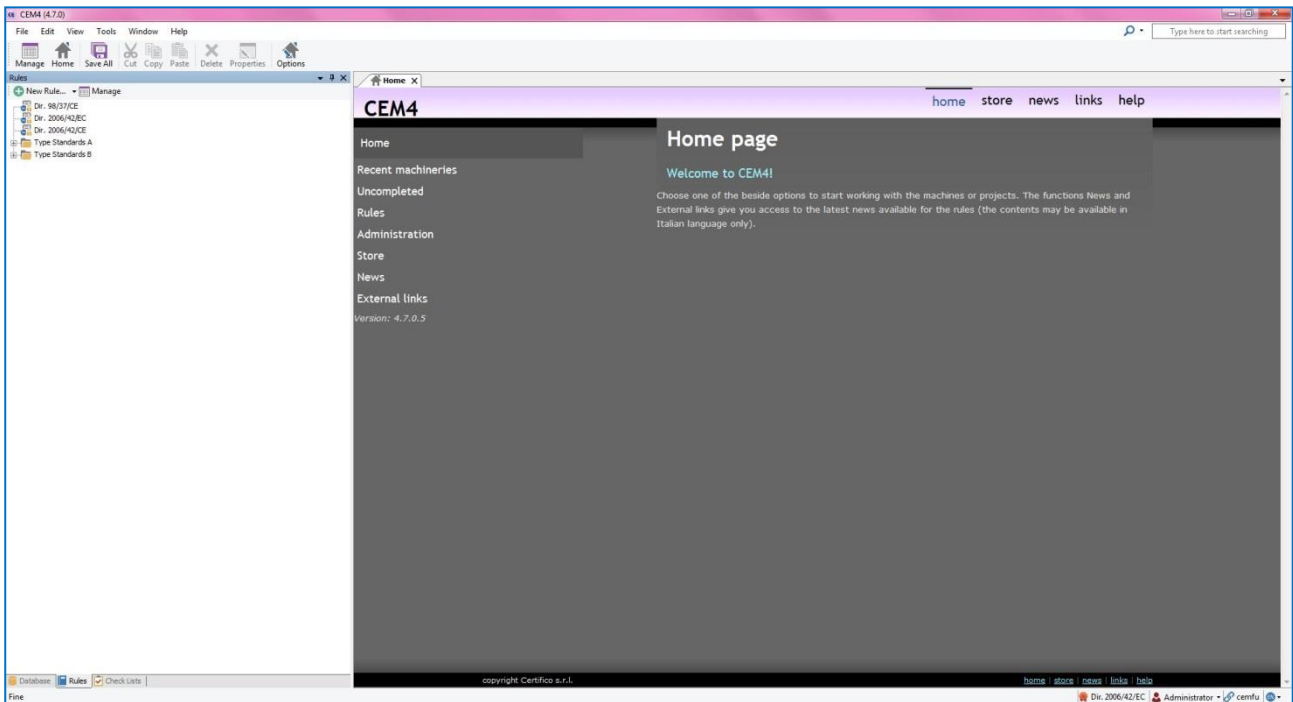 CEM4 (4.7.0)
File Edit View Tools Window Help
Type here to start searching
Manage Home Save All Cut Copy Paste Delete Properties Options
Rules
New Rule... Manage
Dir. 98/37/CE
Dir. 2006/42/EC
Dir. 2006/42/CE
Type Standards A
Type Standards B
Home
CEM4
home store news links help
Home
Recent machineries
Uncompleted
Rules
Administration
Store
News
External links
Version: 4.7.0.5
Home page
Welcome to CEM4!
Choose one of the beside options to start working with the machines or projects. The functions News and
External links give you access to the latest news available for the rules (the contents may be available in
Italian language only).
copyright Certifico s.r.l.
home | store | news | links | help
Database Rules Check Lists
Fine
Dir. 2006/42/EC Administrator cemfu